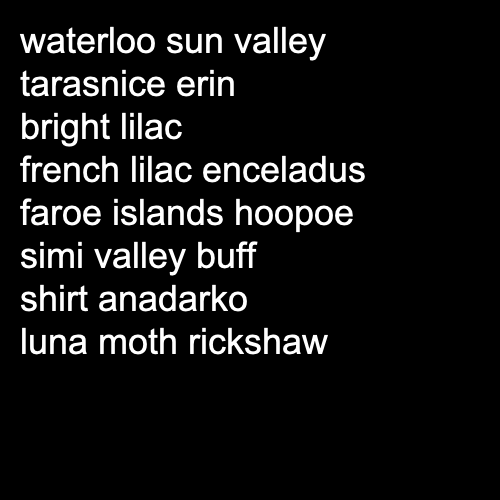 waterloo sun valley
tarasnice erin
bright lilac
french lilac enceladus
faroe islands hoopoe
simi valley buff
shirt anadarko
luna moth rickshaw